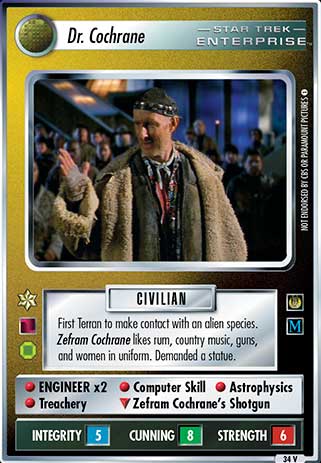 Dr. Cochrane
STAR TREK
ENTERPRISE™
NOT ENDORSED BY CBS OR PARAMOUNT PICTURES
CIVILIAN
First Terran to make contact with an alien species.
Zefram Cochrane likes rum, country music, guns,
and women in uniform. Demanded a statue.
M
ENGINEER x2 Computer Skill Astrophysics
Treachery Zefram Cochrane's Shotgun
INTEGRITY 5 CUNNING 8 STRENGTH 6
34 V